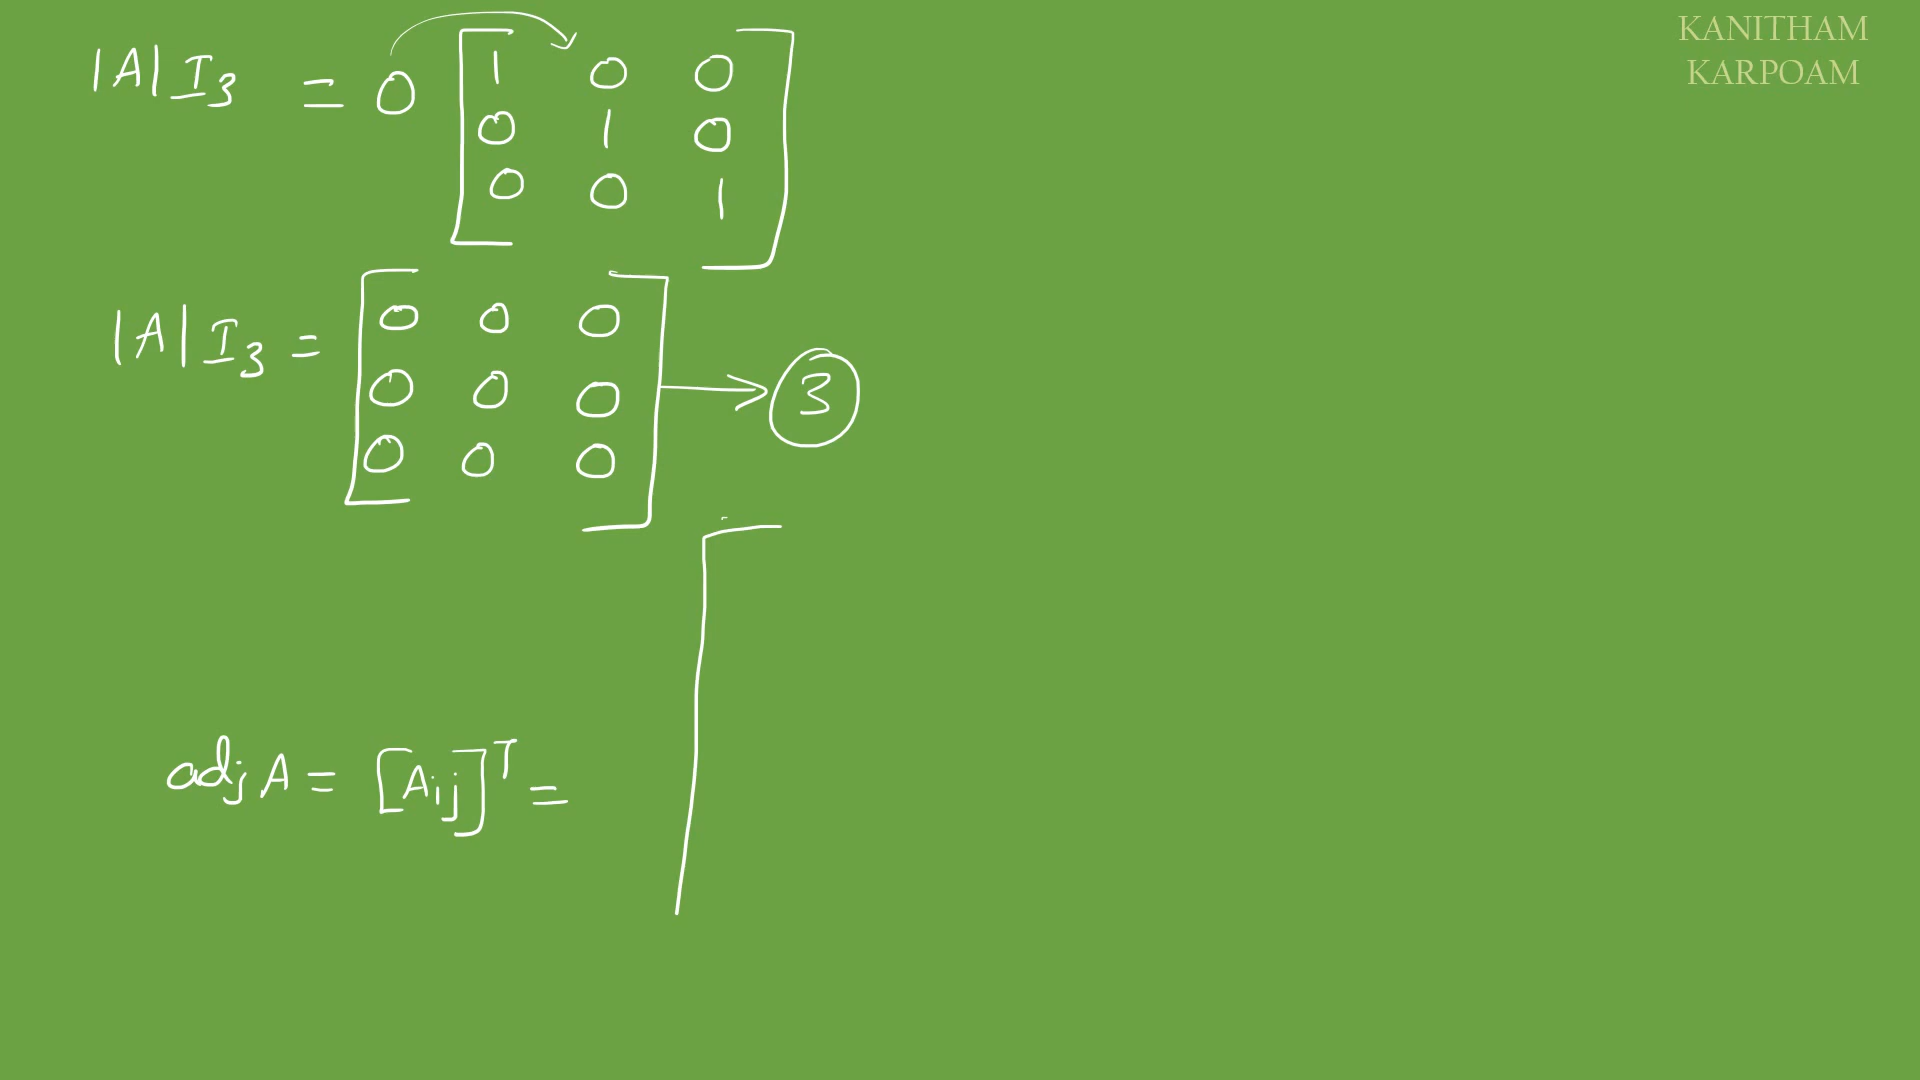 KANITHAM
KARPOAM
|A| I₃ = 0 [1 0 0
0 1 0
0 0 1]
|A| I₃ = [0 0 0
0 0 0
0 0 0] → ③
adj A = [Aij]ᵀ = [